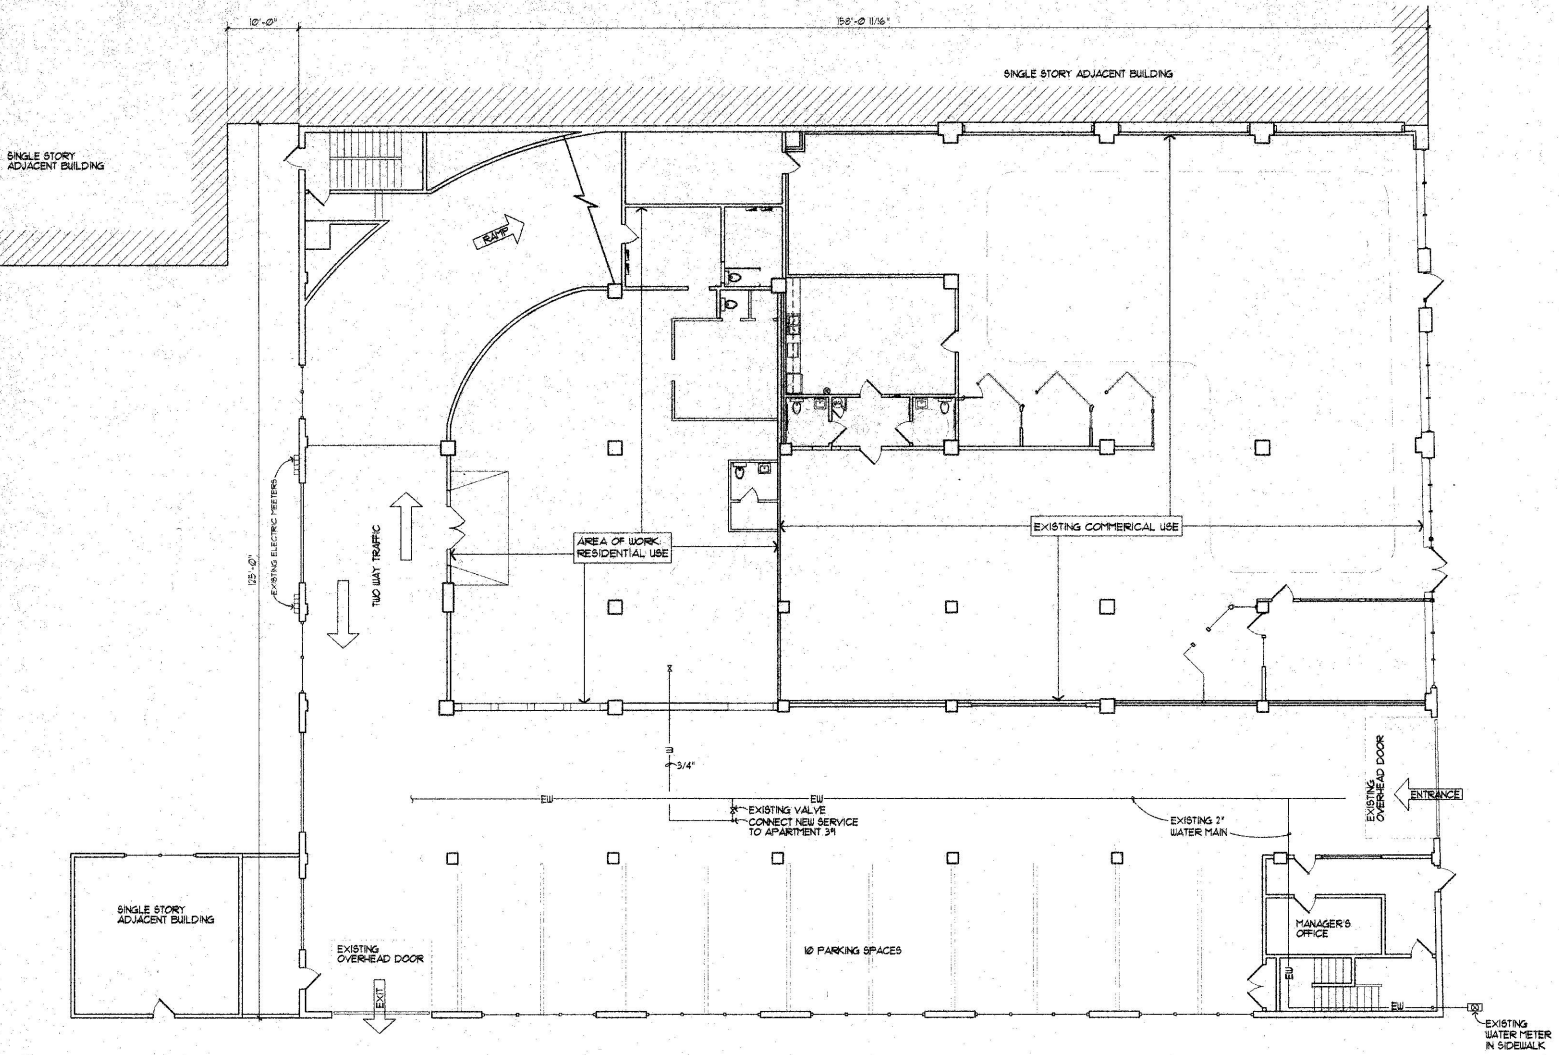 10'-0"
158'-0 11/16"
SINGLE STORY ADJACENT BUILDING
SINGLE STORY
ADJACENT BUILDING
RAMP
EXISTING ELECTRIC MEETERS
125'-0"
TWO WAY TRAFFIC
AREA OF WORK:
RESIDENTIAL USE
EXISTING COMMERICAL USE
W
3/4"
EW
EW
EXISTING VALVE
CONNECT NEW SERVICE
TO APARTMENT 39
EXISTING 2"
WATER MAIN
EXISTING
OVERHEAD DOOR
ENTRANCE
SINGLE STORY
ADJACENT BUILDING
EXISTING
OVERHEAD DOOR
EXIT
10 PARKING SPACES
MANAGER'S
OFFICE
EW
EW
EXISTING
WATER METER
IN SIDEWALK